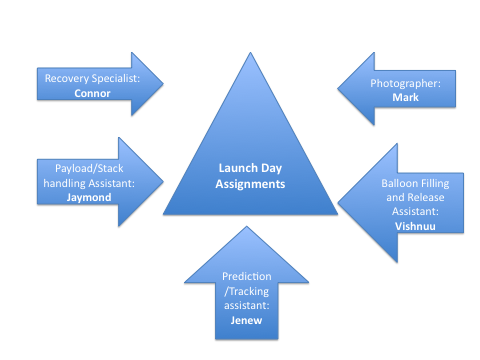 Recovery Specialist:
Connor
Photographer:
Mark
Launch Day
Assignments
Payload/Stack
handling Assistant:
Jaymond
Balloon Filling
and Release
Assistant:
Vishnuu
Prediction
/Tracking
assistant:
Jenew